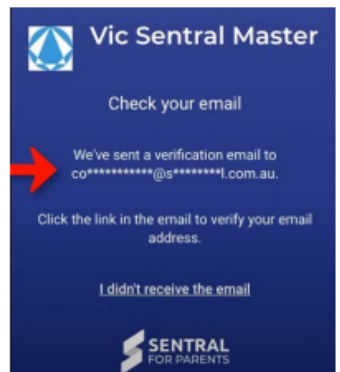 Vic Sentral Master
Check your email
We've sent a verification email to
co***********@s********l.com.au.
Click the link in the email to verify your email
address.
I didn't receive the email
SENTRAL
FOR PARENTS